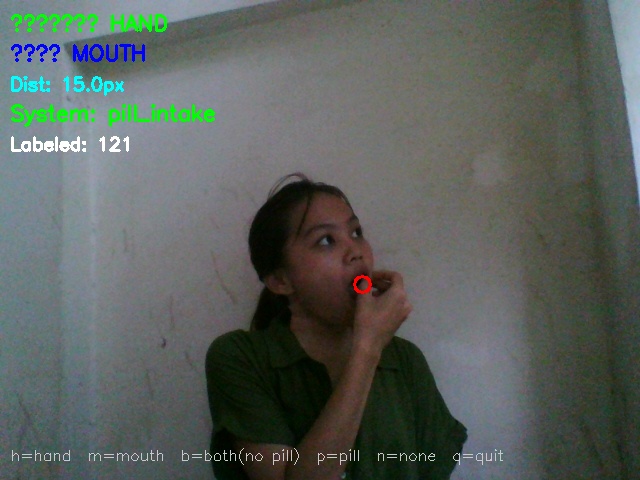 ??????? HAND
???? MOUTH
Dist: 15.0px
System: pill_intake
Labeled: 121
h=hand m=mouth b=both(no pill) p=pill n=none q=quit